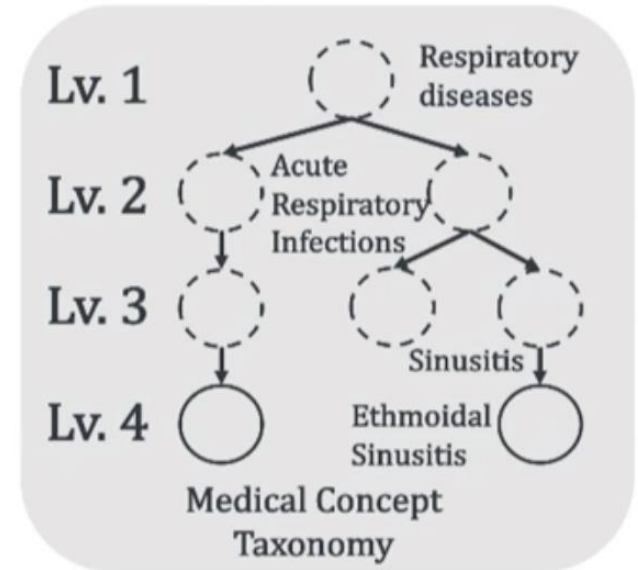 Lv. 1
Respiratory
diseases
Lv. 2
Acute
Respiratory
Infections
Lv. 3
Sinusitis
Lv. 4
Ethmoidal
Sinusitis
Medical Concept
Taxonomy